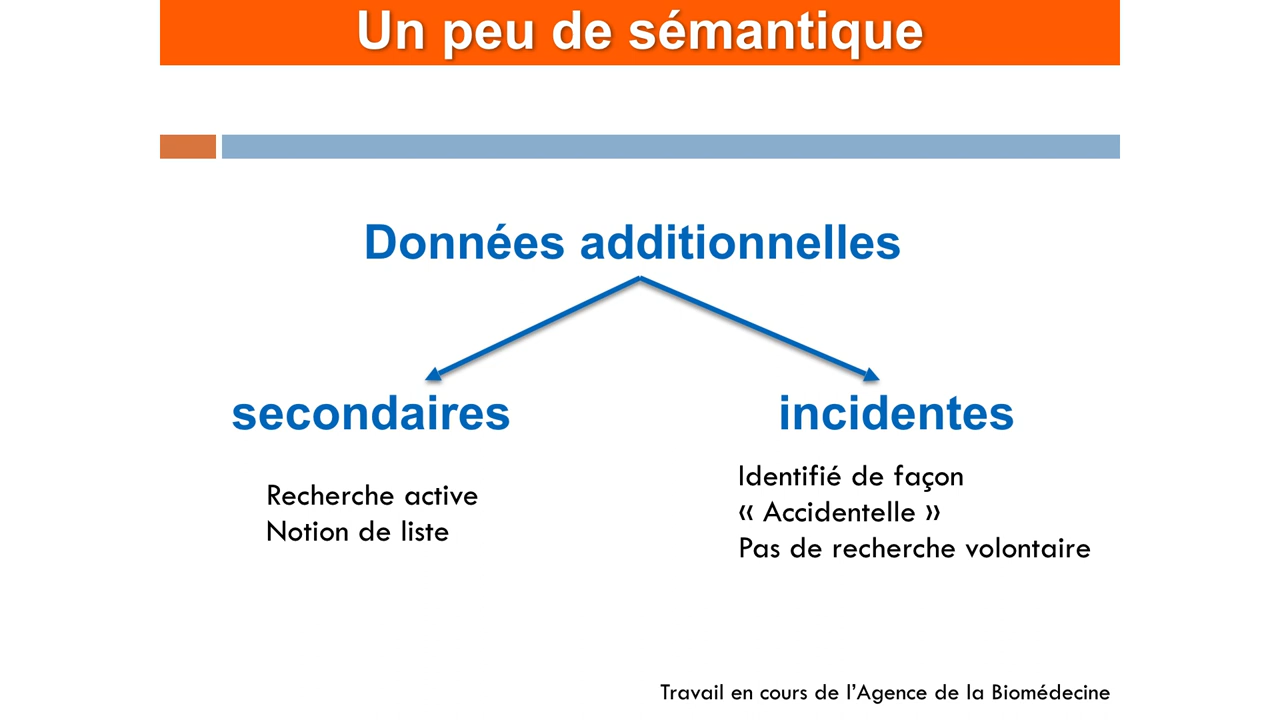 Un peu de sémantique
Données additionnelles
secondaires
incidentes
Recherche active
Notion de liste
Identifié de façon
« Accidentelle »
Pas de recherche volontaire
Travail en cours de l’Agence de la Biomédecine